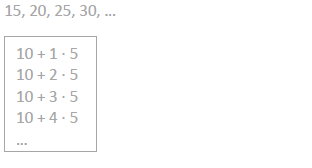 15, 20, 25, 30, ...
10 + 1 · 5
10 + 2 · 5
10 + 3 · 5
10 + 4 · 5
...